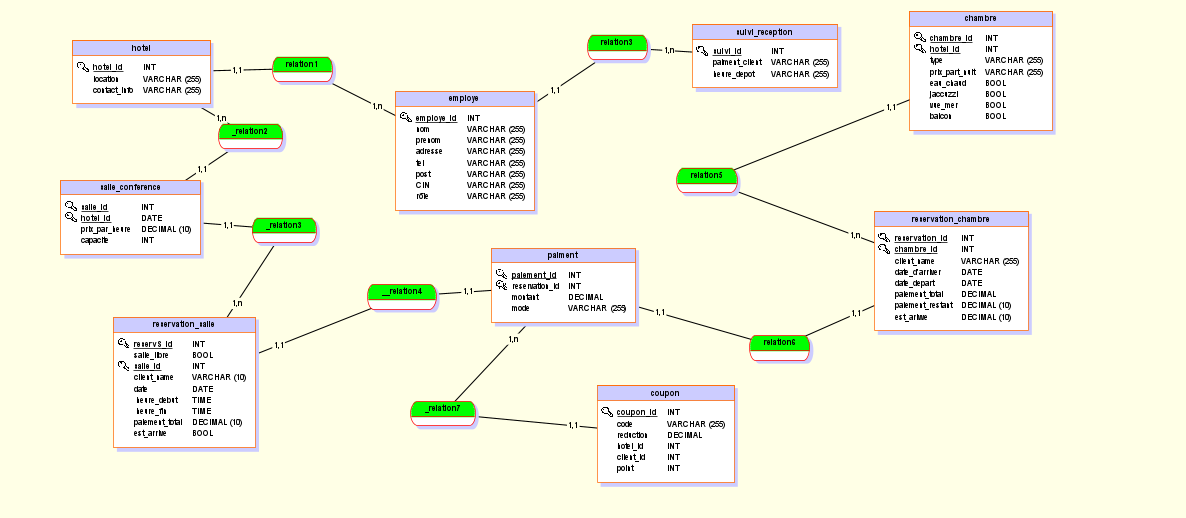 hotel
hotel_id INT
location VARCHAR (255)
contact_info VARCHAR (255)
1,1
relation1
1,n
employe
employe_id INT
nom VARCHAR (255)
prenom VARCHAR (255)
adresse VARCHAR (255)
tel VARCHAR (255)
post VARCHAR (255)
CIN VARCHAR (255)
rôle VARCHAR (255)
1,1
relation3
1,n
suivi_reception
suivi_id INT
paiment_client VARCHAR (255)
heure_depot VARCHAR (255)
chambre
chambre_id INT
hotel_id INT
type VARCHAR (255)
prix_part_nuit VARCHAR (255)
eau_chaud BOOL
jaccuzzi BOOL
vue_mer BOOL
balcon BOOL
1,1
relation5
1,n
reservation_chambre
reservation_id INT
chambre_id INT
client_name VARCHAR (255)
date_d'arriver DATE
date_depart DATE
paiement_total DECIMAL
paiement_restant DECIMAL (10)
est_arivve DECIMAL (10)
1,n
_relation2
1,1
salle_conference
salle_id INT
hotel_id DATE
prix_par_heure DECIMAL (10)
capacite INT
1,1
_relation3
1,n
reservation_salle
reservS_id INT
salle_libre BOOL
salle_id INT
client_name VARCHAR (10)
date DATE
heure_debut TIME
heure_fin TIME
paiement_total DECIMAL (10)
est_arrive BOOL
1,1
__relation4
1,1
paiment
paiement_id INT
reservation_id INT
montant DECIMAL
mode VARCHAR (255)
1,1
relation6
1,1
1,n
_relation7
1,1
coupon
coupon_id INT
code VARCHAR (255)
reduction DECIMAL
hotel_id INT
client_id INT
point INT